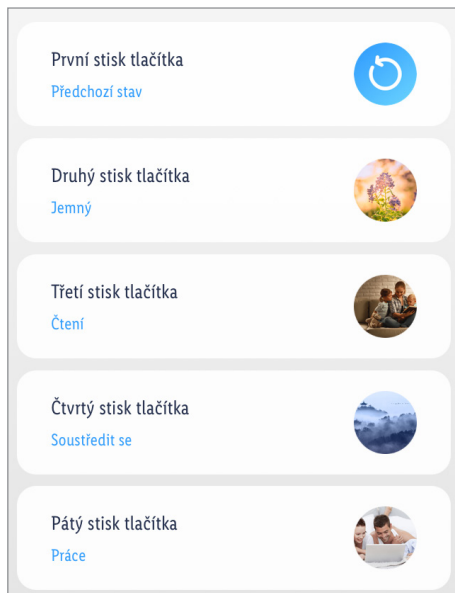 První stisk tlačítka
Předchozí stav
Druhý stisk tlačítka
Jemný
Třetí stisk tlačítka
Čtení
Čtvrtý stisk tlačítka
Soustředit se
Pátý stisk tlačítka
Práce